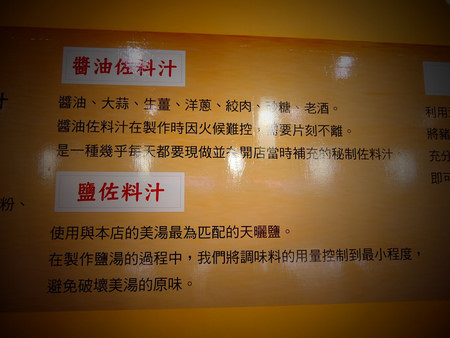 醬油佐料汁
醬油、大蒜、生薑、洋蔥、絞肉、砂糖、老酒。
醬油佐料汁在製作時因火候難控,需要片刻不離。
是一種幾乎每天都要現做並在開店當時補充的秘制佐料汁、
鹽佐料汁
使用與本店的美湯最為匹配的天曬鹽。
在製作鹽湯的過程中,我們將調味料的用量控制到最小程度,
避免破壞美湯的原味。
汁
粉、
利用
將豬
充分
即可